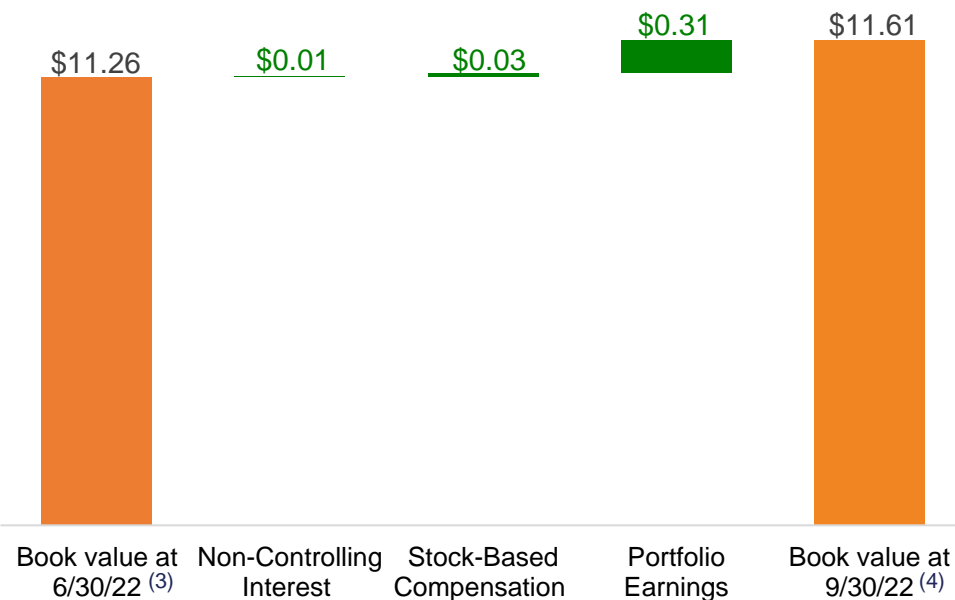 $11.26
$0.01
$0.03
$0.31
$11.61
Book value at
6/30/22 (3)
Non-Controlling
Interest
Stock-Based
Compensation
Portfolio
Earnings
Book value at
9/30/22 (4)